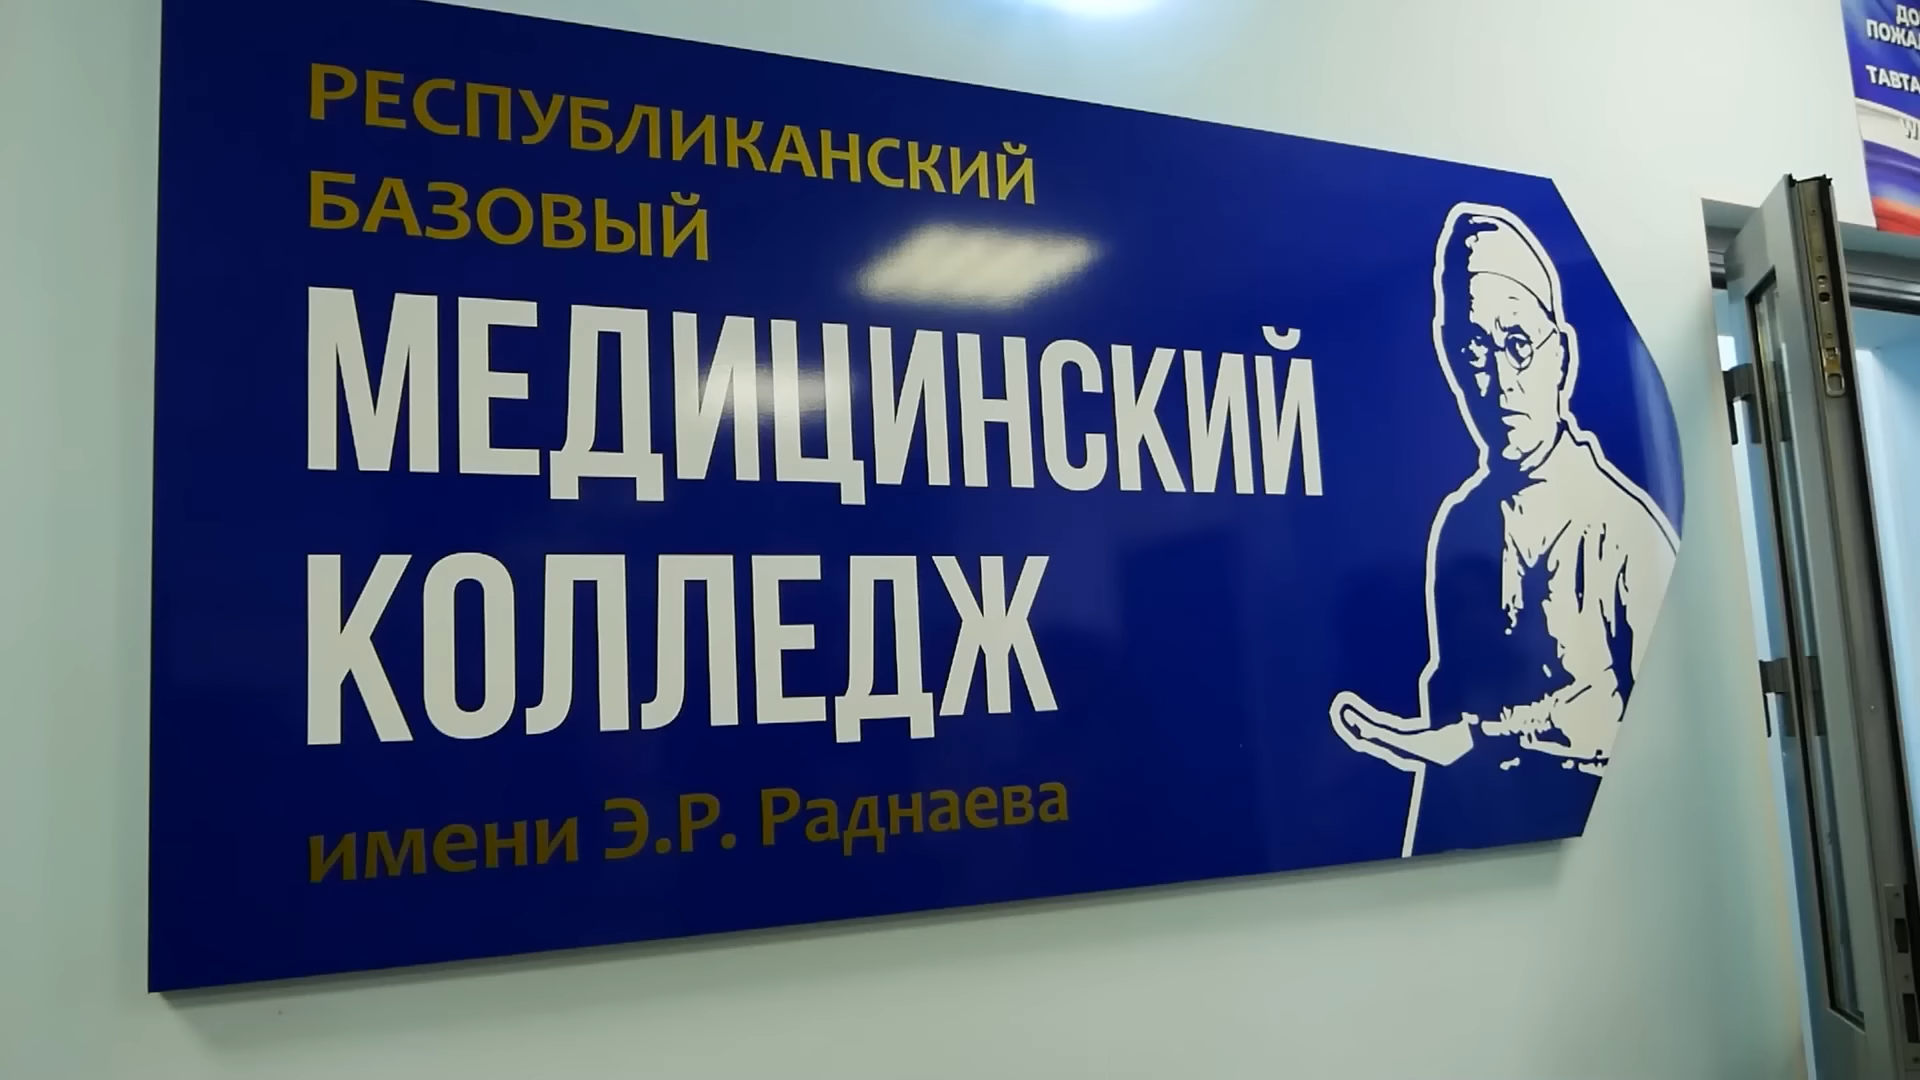 РЕСПУБЛИКАНСКИЙ
БАЗОВЫЙ
МЕДИЦИНСКИЙ
КОЛЛЕДЖ
имени Э.Р. Раднаева